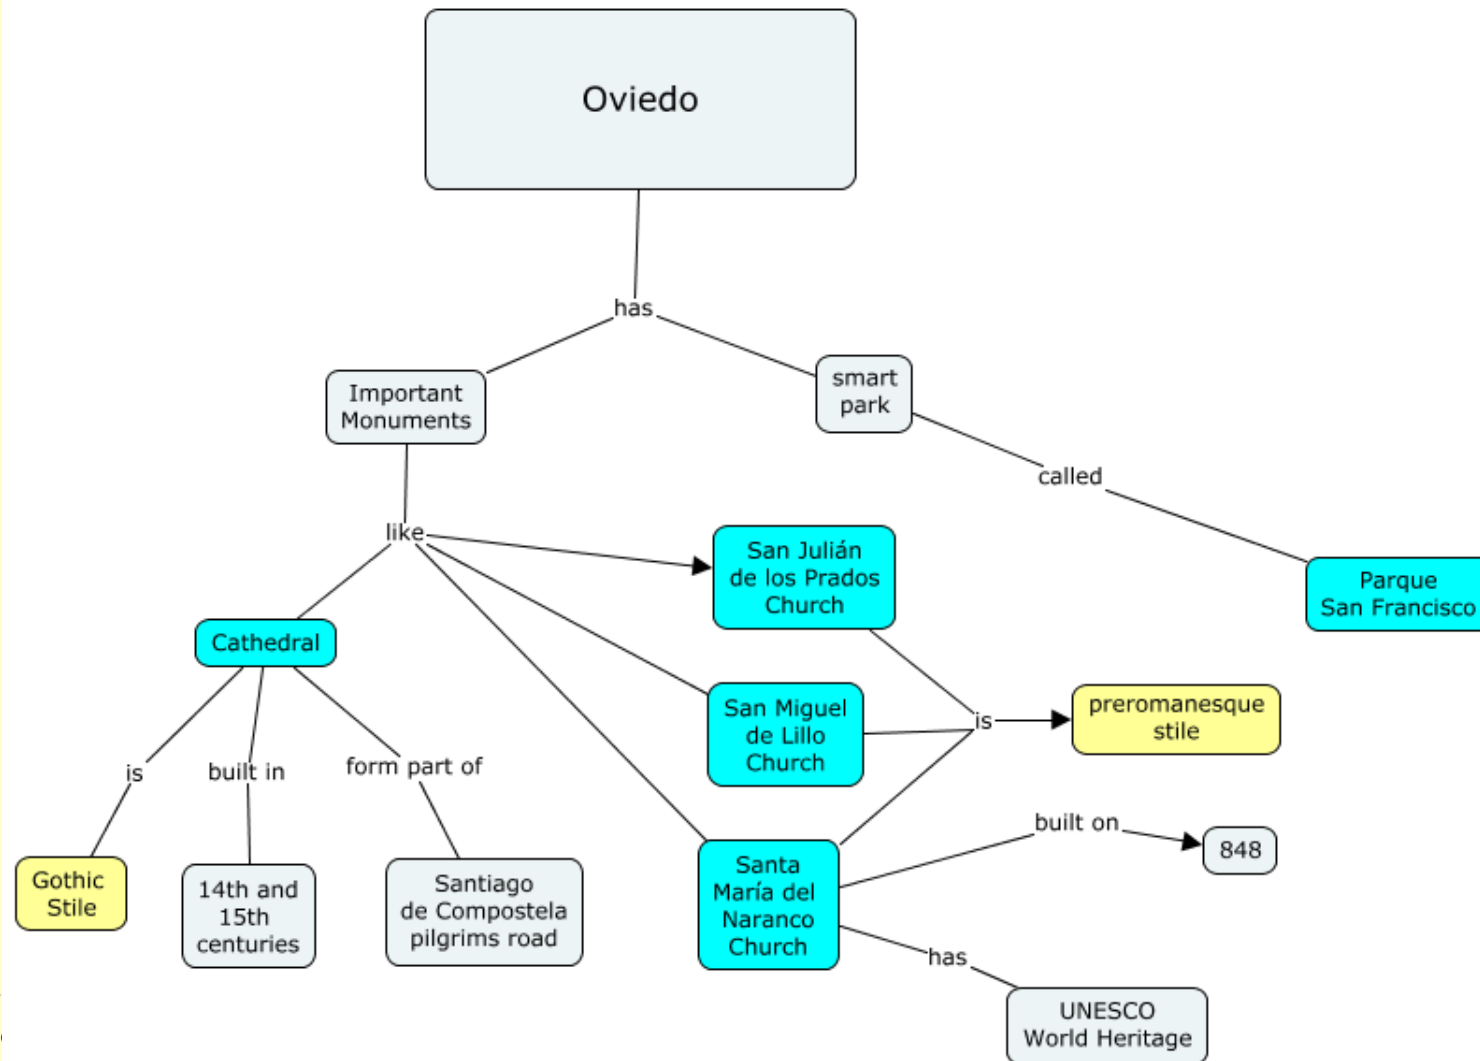 Oviedo
has
Important
Monuments
smart
park
called
Parque
San Francisco
like
San Julián
de los Prados
Church
Cathedral
San Miguel
de Lillo
Church
is
preromanesque
stile
is
built in
form part of
Gothic
Stile
14th and
15th
centuries
Santiago
de Compostela
pilgrims road
Santa
María del
Naranco
Church
built on
848
has
UNESCO
World Heritage